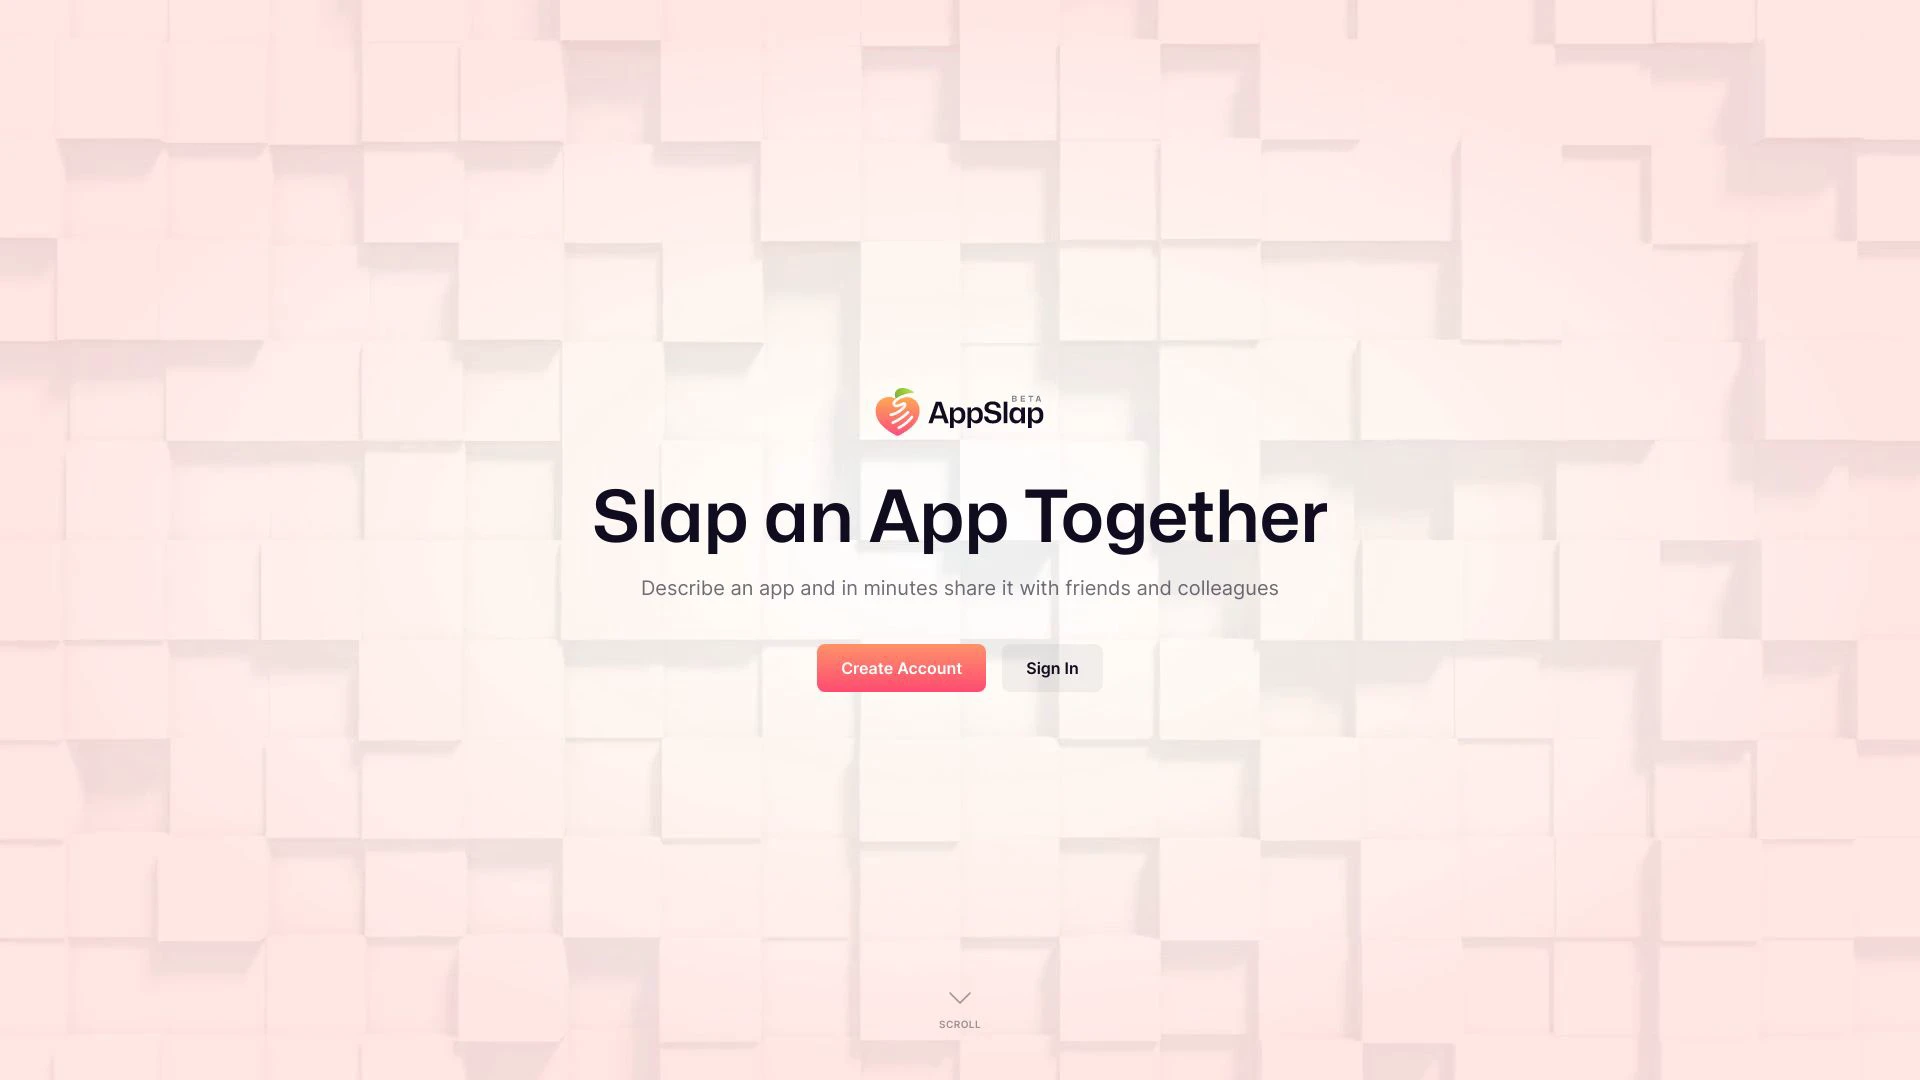 AppSlap BETA
Slap an App Together
Describe an app and in minutes share it with friends and colleagues
Create Account
Sign In
SCROLL